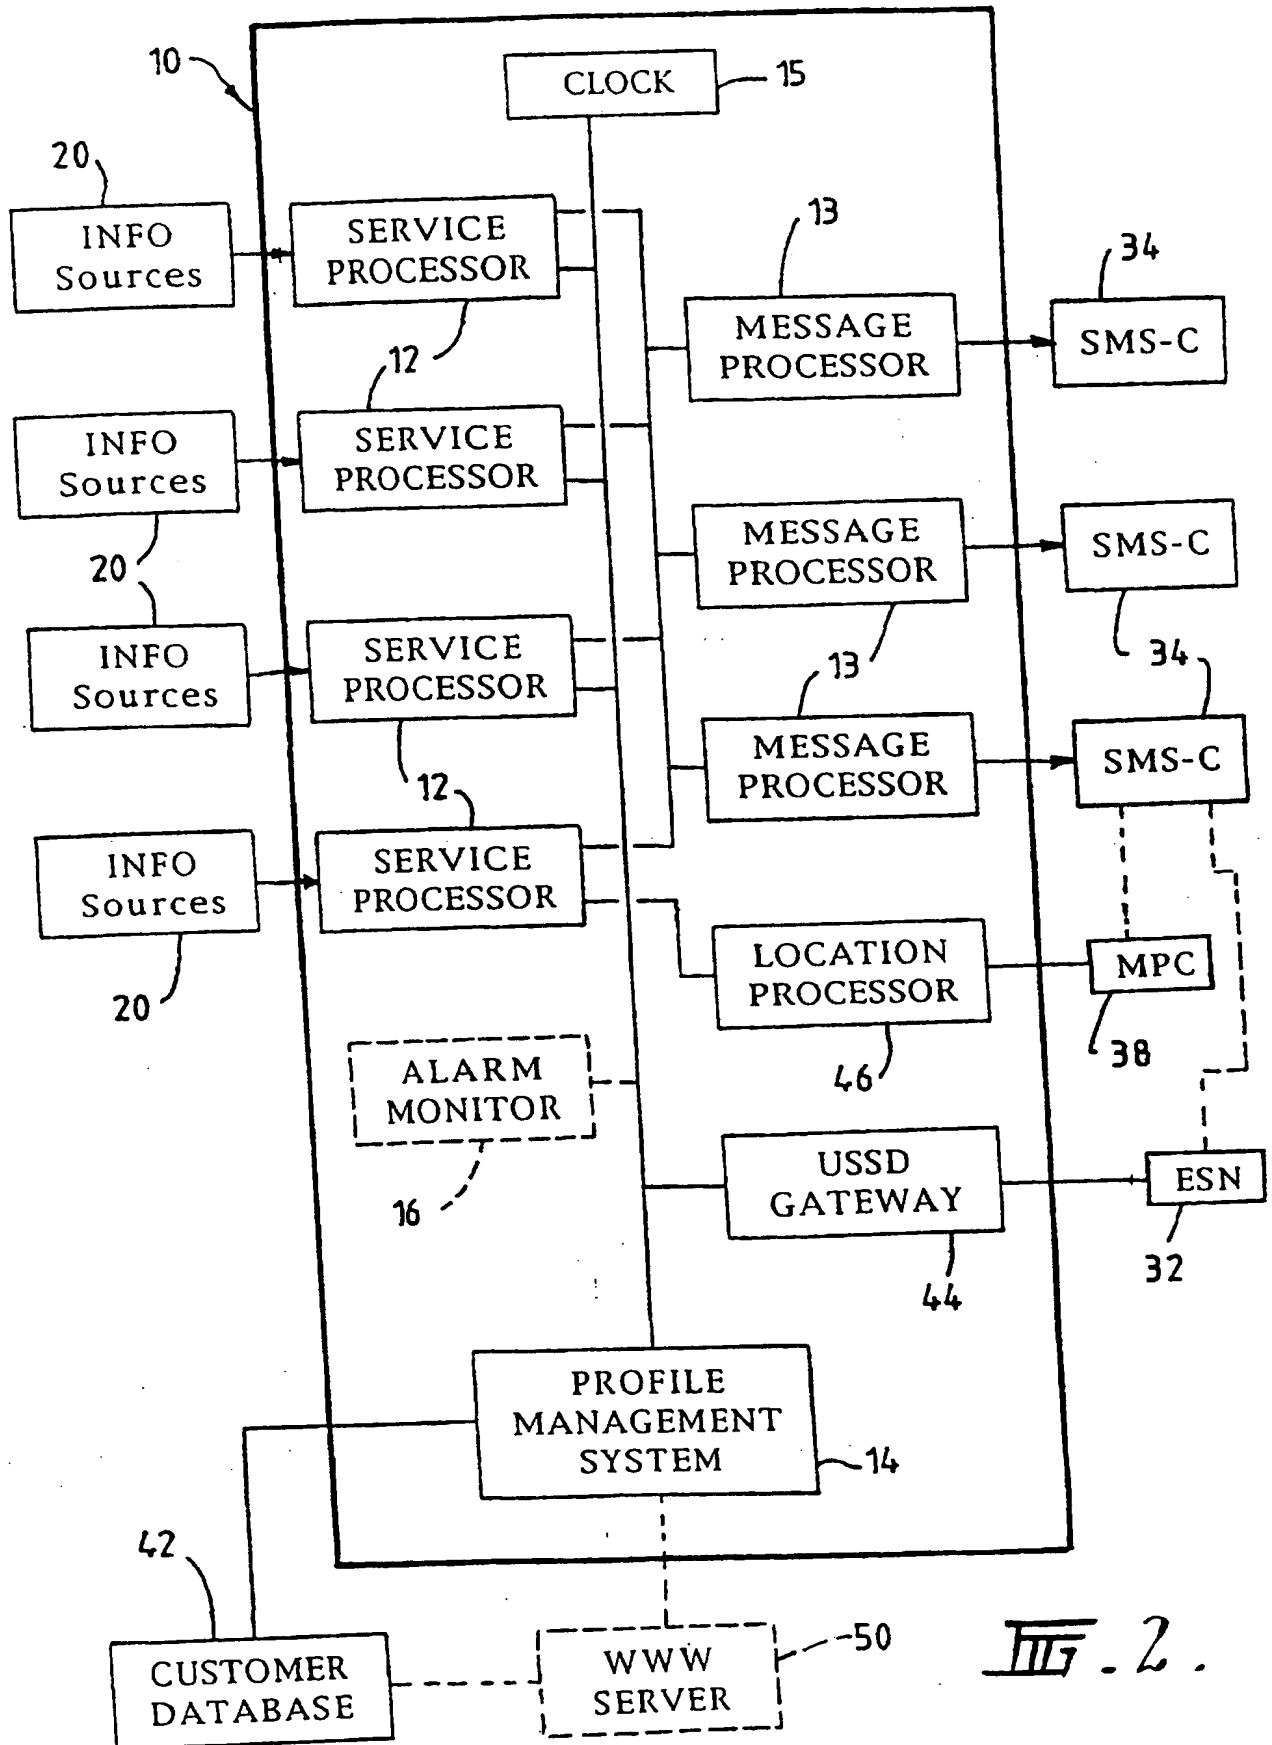 10
CLOCK
15
20
INFO
Sources
SERVICE
PROCESSOR
13
34
MESSAGE
PROCESSOR
SMS-C
12
INFO
Sources
SERVICE
PROCESSOR
20
MESSAGE
PROCESSOR
SMS-C
INFO
Sources
SERVICE
PROCESSOR
13
34
12
MESSAGE
PROCESSOR
SMS-C
INFO
Sources
SERVICE
PROCESSOR
20
LOCATION
PROCESSOR
MPC
46
38
ALARM
MONITOR
16
USSD
GATEWAY
ESN
44
32
PROFILE
MANAGEMENT
SYSTEM
14
42
CUSTOMER
DATABASE
WWW
SERVER
50
FIG. 2.